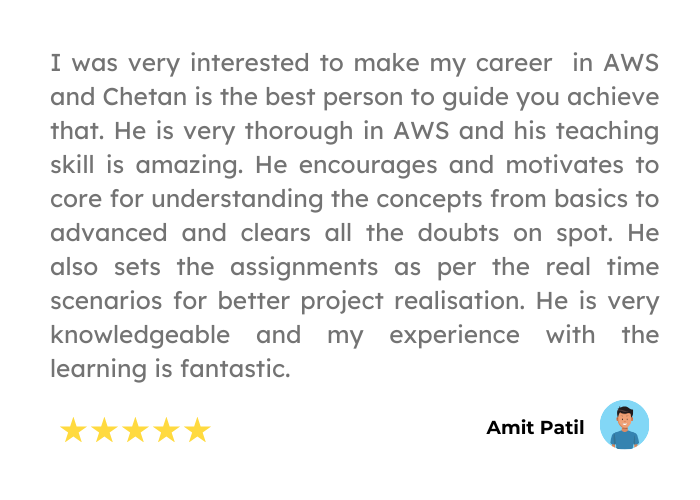 I was very interested to make my career in AWS
and Chetan is the best person to guide you achieve
that. He is very thorough in AWS and his teaching
skill is amazing. He encourages and motivates to
core for understanding the concepts from basics to
advanced and clears all the doubts on spot. He
also sets the assignments as per the real time
scenarios for better project realisation. He is very
knowledgeable and my experience with the
learning is fantastic.
Amit Patil